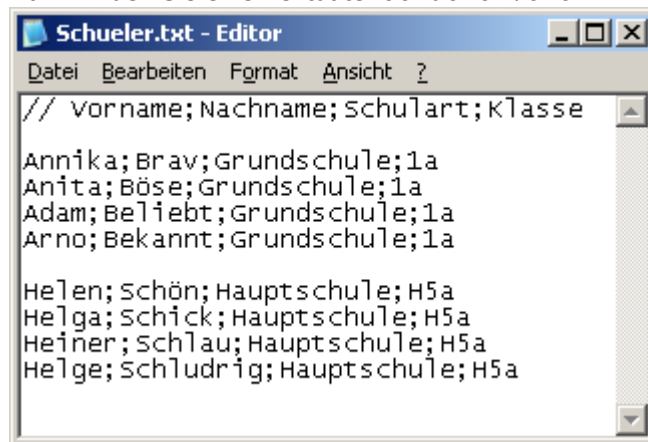 Schueler.txt - Editor
Datei Bearbeiten Format Ansicht ?
// Vorname;Nachname;Schulart;Klasse
Annika;Brav;Grundschule;1a
Anita;Böse;Grundschule;1a
Adam;Beliebt;Grundschule;1a
Arno;Bekannt;Grundschule;1a
Helen;Schön;Hauptschule;H5a
Helga;Schick;Hauptschule;H5a
Heiner;Schlau;Hauptschule;H5a
Helge;Schludrig;Hauptschule;H5a